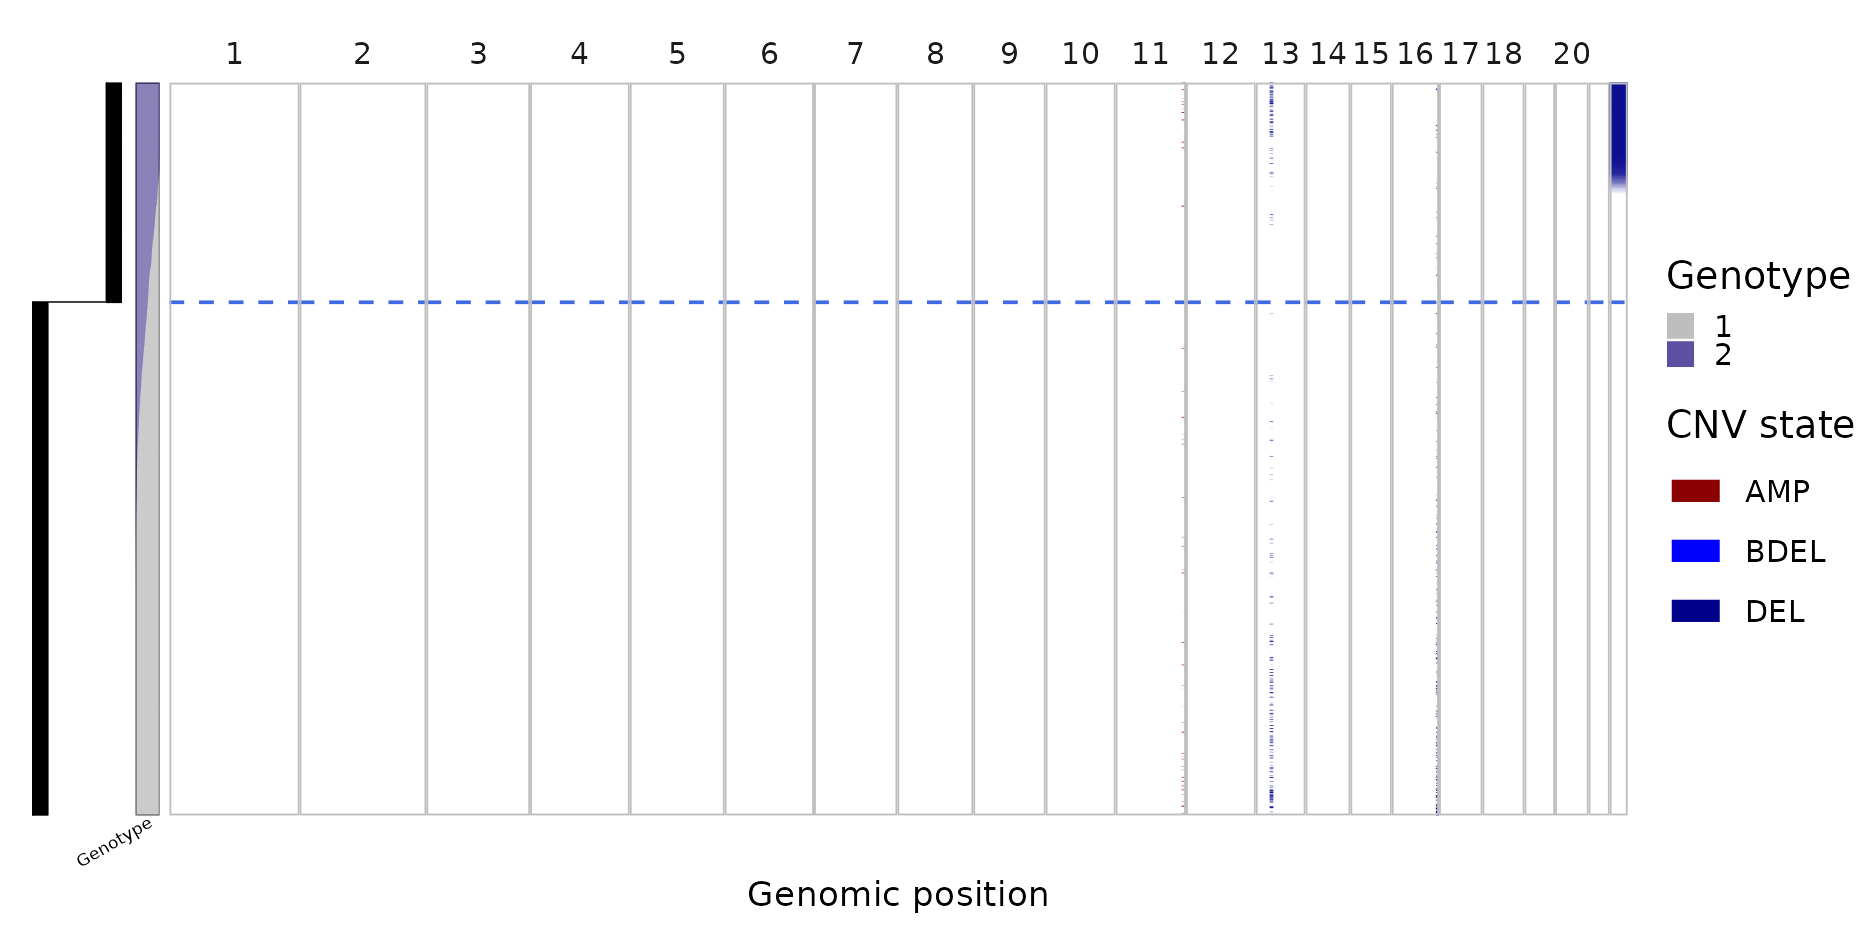 1 2 3 4 5 6 7 8 9 10 11 12 13 14 15 16 17 18 20
Genotype
1
2
CNV state
AMP
BDEL
DEL
Genotype
Genomic position